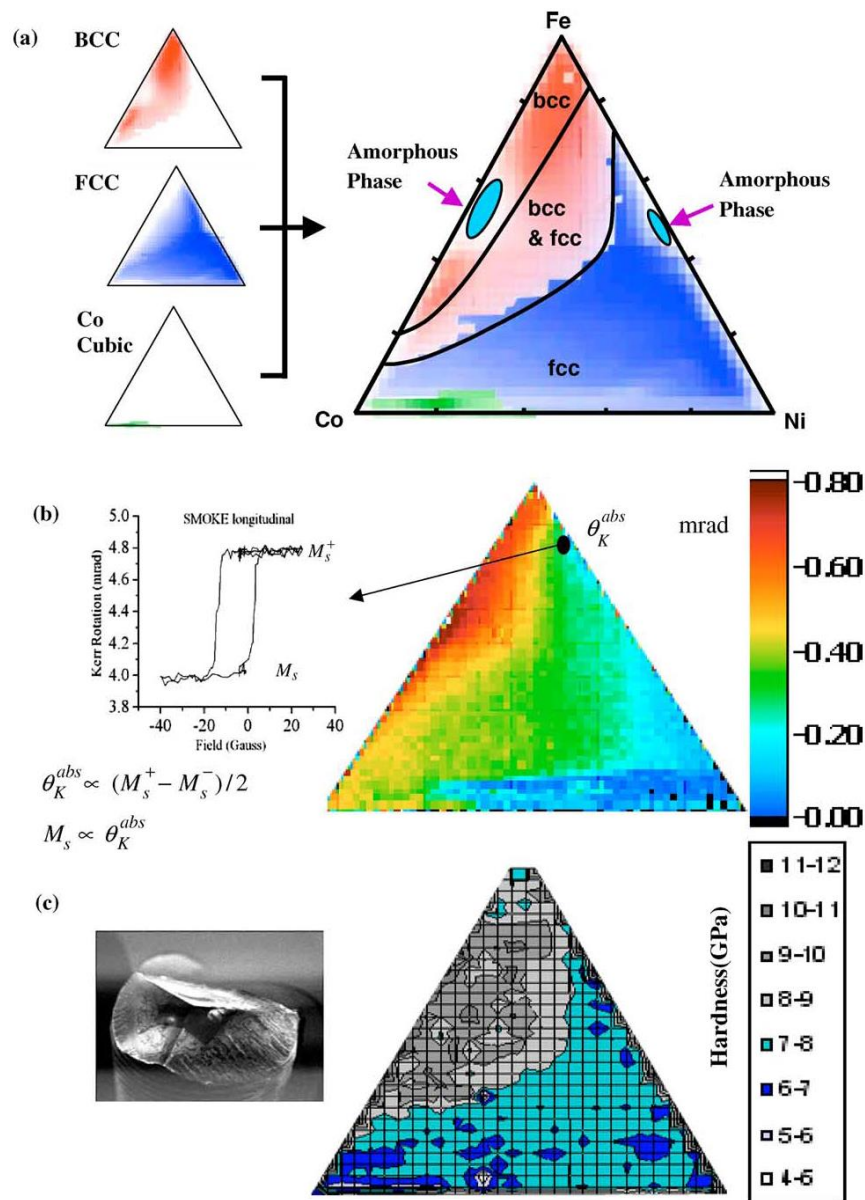 (a)
BCC
FCC
Co
Cubic
Fe
bcc
Amorphous
Phase
Amorphous
Phase
bcc
& fcc
fcc
Co
Ni
(b)
SMOKE longitudinal
Kerr Rotation (mrad)
5.0
4.8
4.6
4.4
4.2
4.0
3.8
M_s^+
M_s
-40
-20
0
20
40
Field (Gauss)
θ_K^{abs} ∝ (M_s^+ − M_s^-)/2
M_s ∝ θ_K^{abs}
θ_K^{abs}
mrad
-0.80
-0.60
-0.40
-0.20
-0.00
(c)
Hardness(GPa)
11-12
10-11
9-10
8-9
7-8
6-7
5-6
4-5